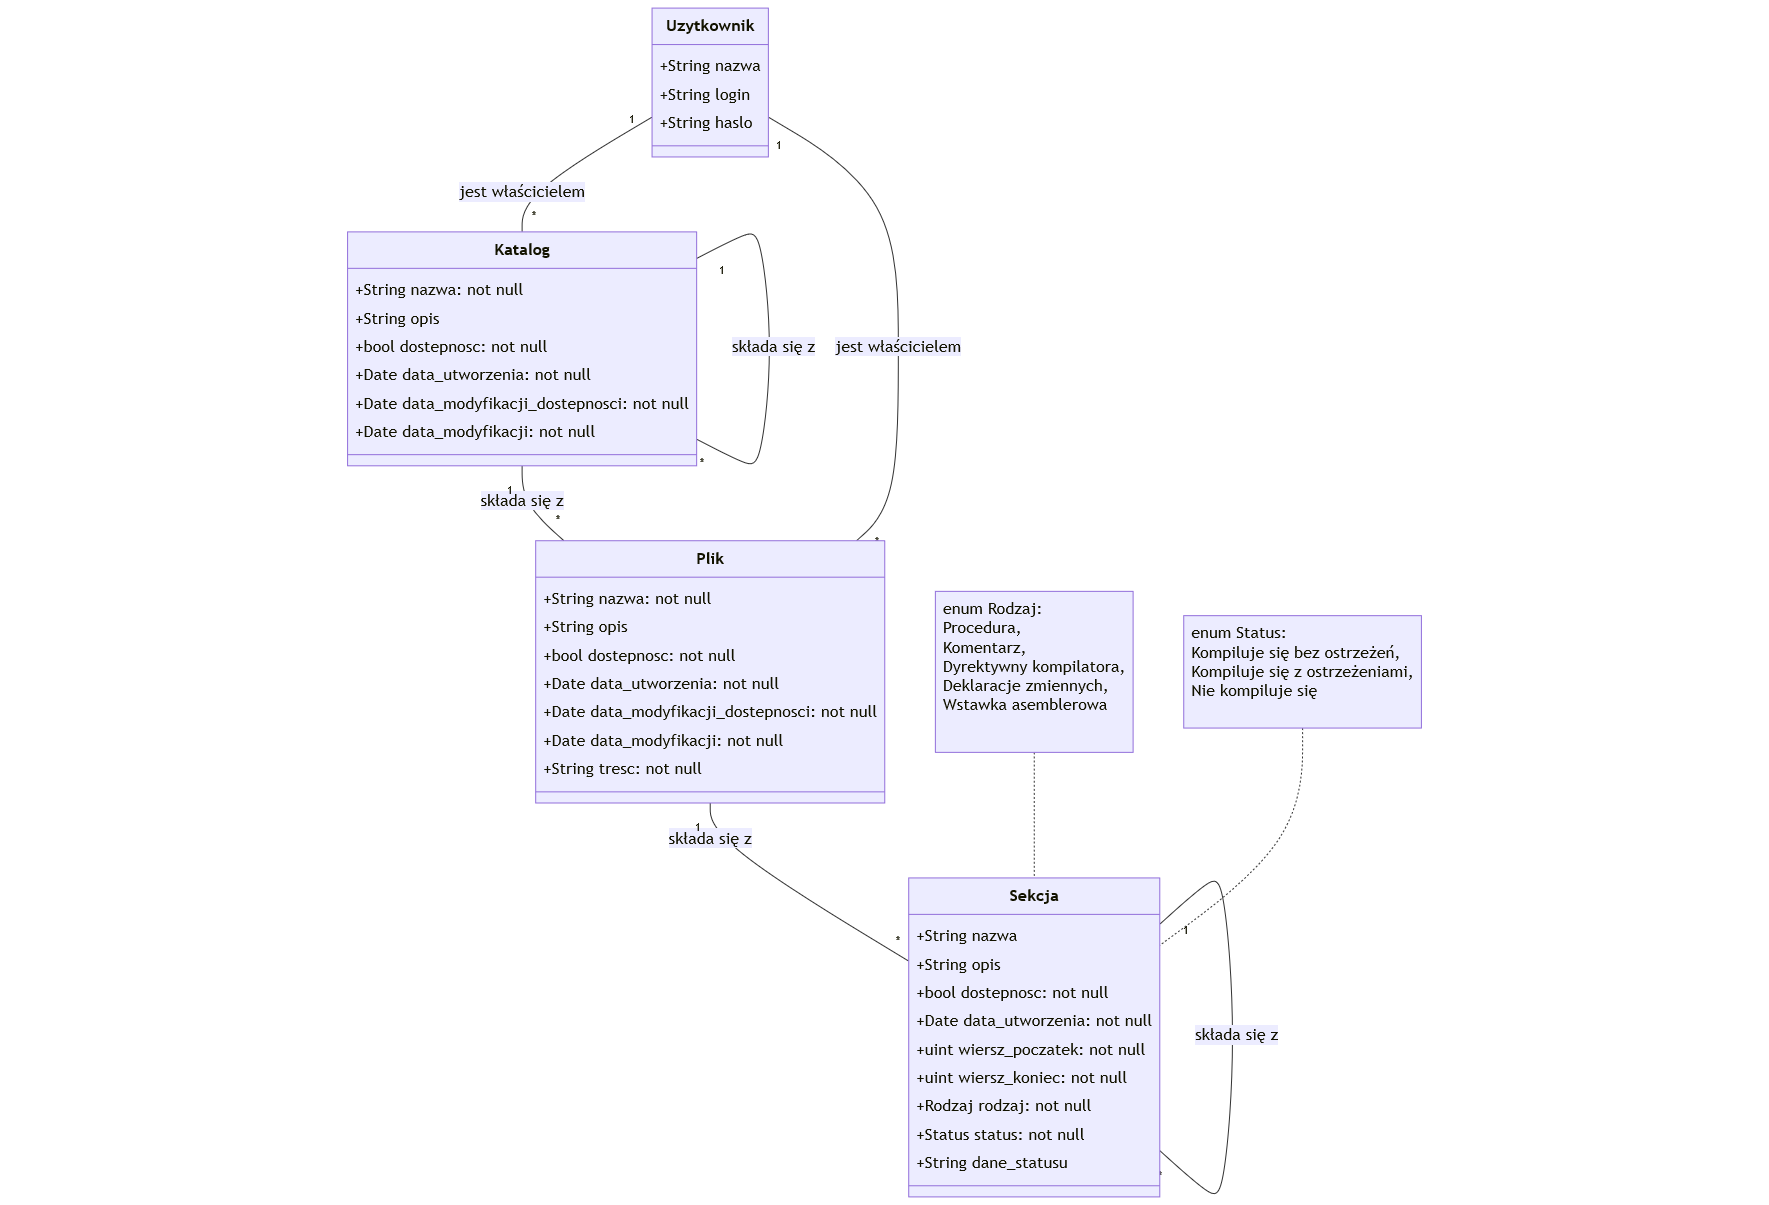 Uzytkownik
+String nazwa
+String login
+String haslo
1
1
jest właścicielem
*
Katalog
+String nazwa: not null
+String opis
+bool dostepnosc: not null
+Date data_utworzenia: not null
+Date data_modyfikacji_dostepnosci: not null
+Date data_modyfikacji: not null
1
składa się z
*
jest właścicielem
*
1
składa się z
*
Plik
+String nazwa: not null
+String opis
+bool dostepnosc: not null
+Date data_utworzenia: not null
+Date data_modyfikacji_dostepnosci: not null
+Date data_modyfikacji: not null
+String tresc: not null
enum Rodzaj:
Procedura,
Komentarz,
Dyrektywny kompilatora,
Deklaracje zmiennych,
Wstawka asemblerowa
enum Status:
Kompiluje się bez ostrzeżeń,
Kompiluje się z ostrzeżeniami,
Nie kompiluje się
1
składa się z
*
Sekcja
+String nazwa
+String opis
+bool dostepnosc: not null
+Date data_utworzenia: not null
+uint wiersz_poczatek: not null
+uint wiersz_koniec: not null
+Rodzaj rodzaj: not null
+Status status: not null
+String dane_statusu
1
składa się z
*